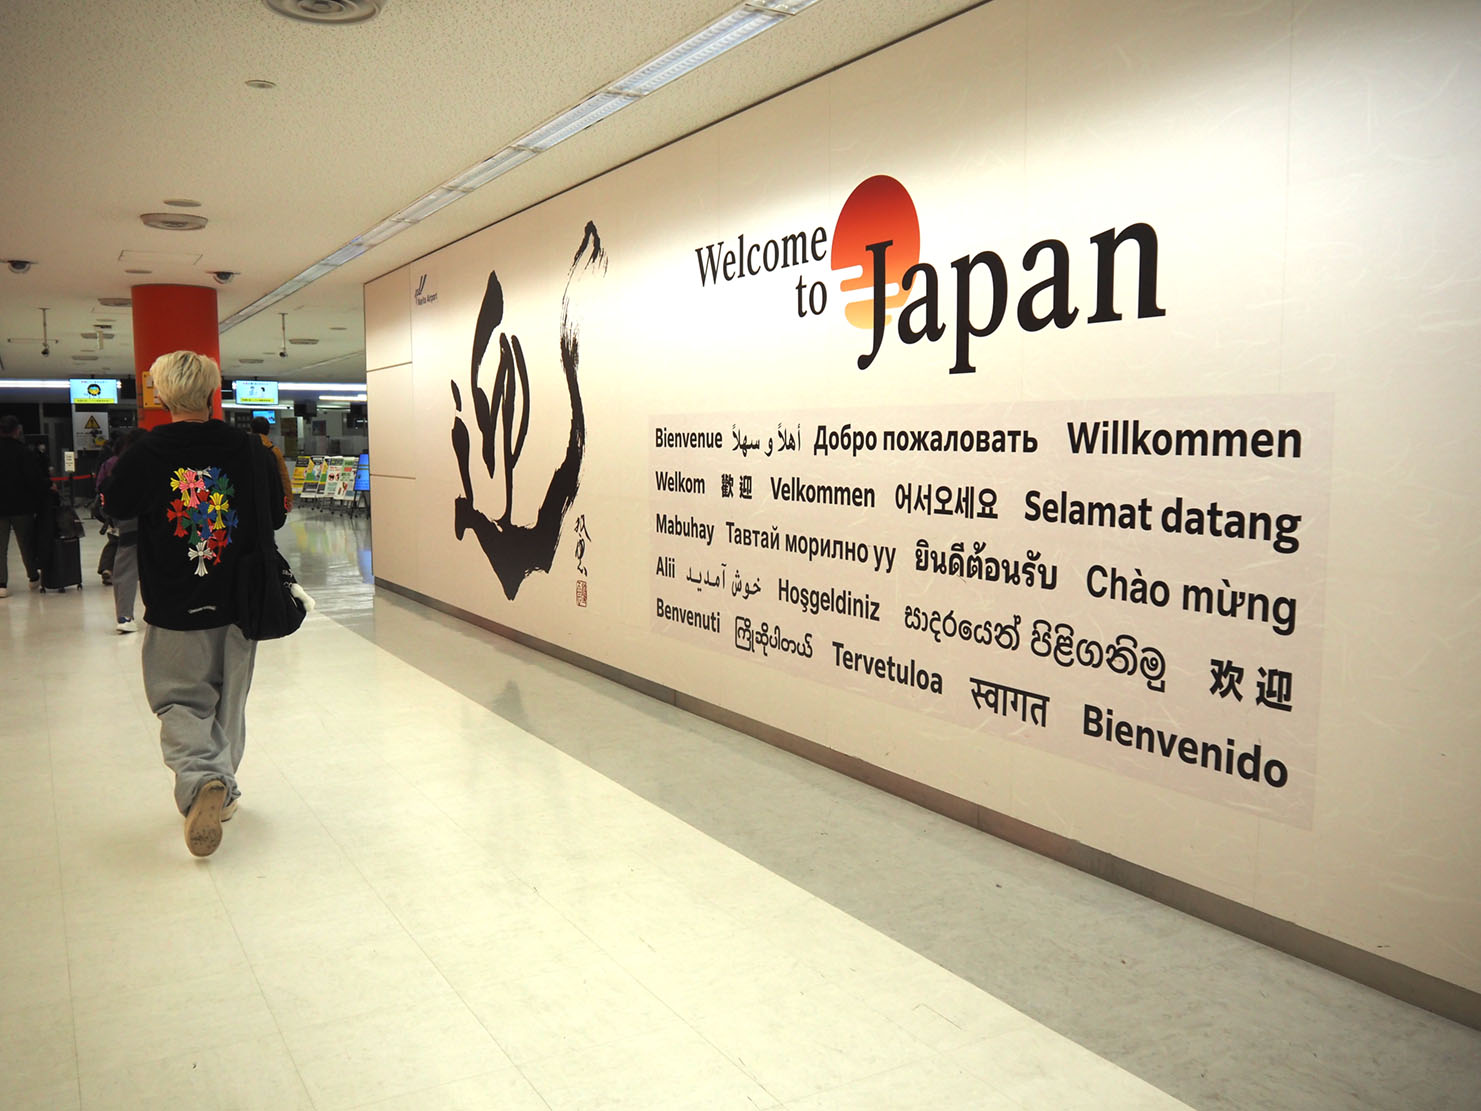 Welcome
to
Japan
迎
Narita Airport
Bienvenue أهلاً و سهلاً Добро пожаловать Willkommen
Welkom 歡迎 Velkommen 어서오세요 Selamat datang
Mabuhay Тавтай морилно уу ยินดีต้อนรับ Chào mừng
Alii خوش آمدید Hoşgeldiniz සාදරයෙන් පිළිගනිමු 欢迎
Benvenuti ကြိုဆိုပါတယ် Tervetuloa स्वागत Bienvenido